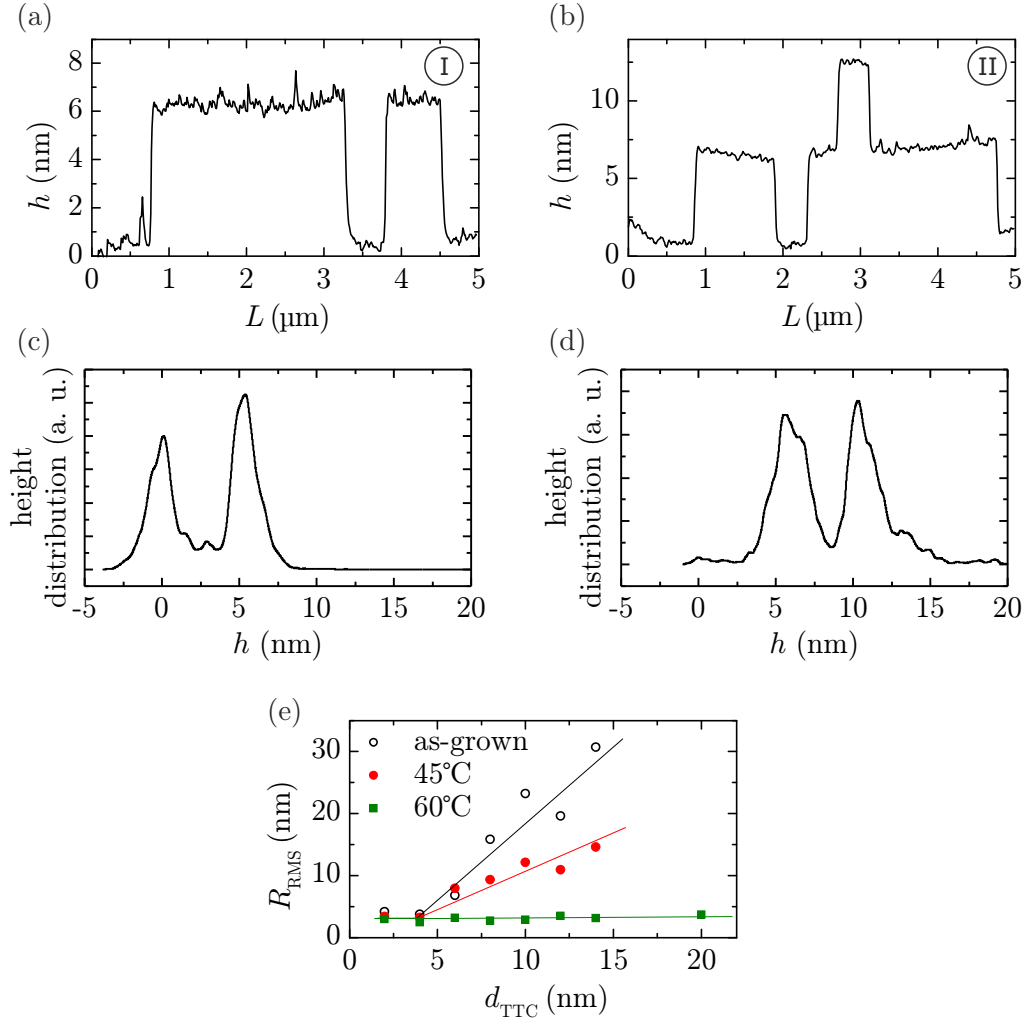 (a)
I
8
6
4
2
0
h (nm)
0 1 2 3 4 5
L (µm)
(b)
II
10
5
0
h (nm)
0 1 2 3 4 5
L (µm)
(c)
height
distribution (a. u.)
-5 0 5 10 15 20
h (nm)
(d)
height
distribution (a. u.)
-5 0 5 10 15 20
h (nm)
(e)
as-grown
45°C
60°C
30
20
10
0
R_RMS (nm)
0 5 10 15 20
d_TTC (nm)